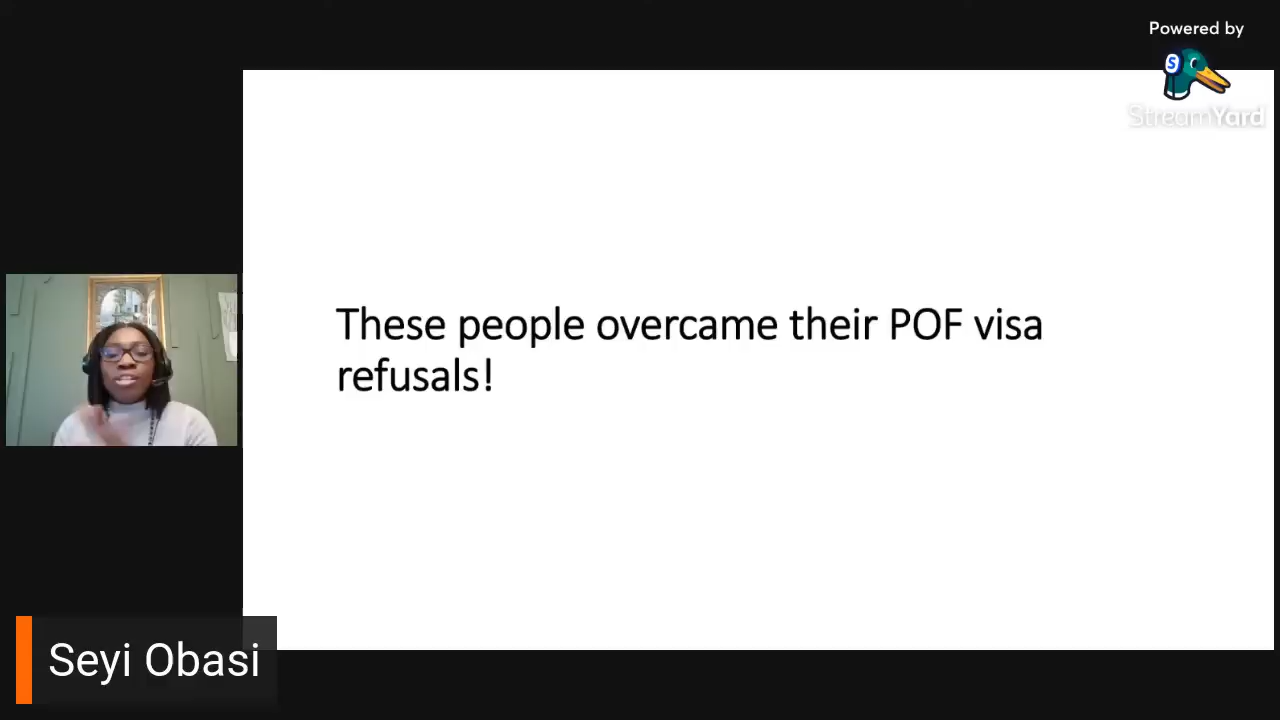 Powered by
S
StreamYard
These people overcame their POF visa
refusals!
Seyi Obasi